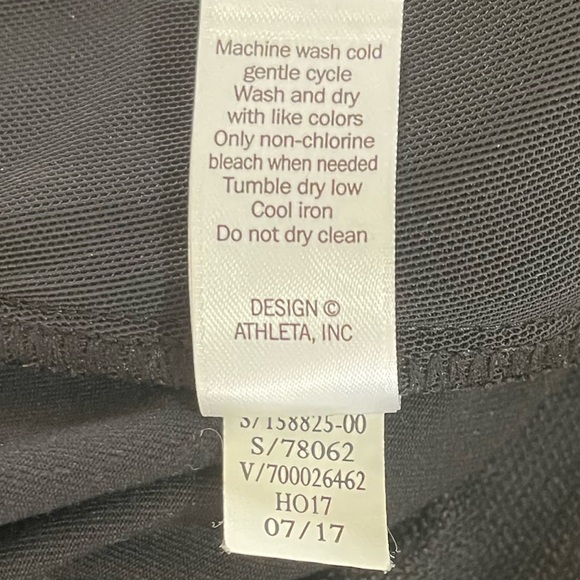 Machine wash cold
gentle cycle
Wash and dry
with like colors
Only non-chlorine
bleach when needed
Tumble dry low
Cool iron
Do not dry clean
DESIGN ©
ATHLETA, INC
S/158825-00
S/78062
V/700026462
HO17
07/17